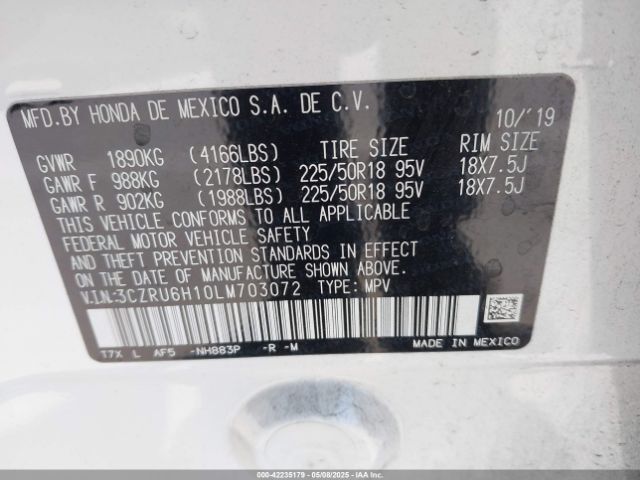 MFD.BY HONDA DE MEXICO S.A. DE C.V. 10/'19
GVWR 1890KG (4166LBS) TIRE SIZE RIM SIZE
GAWR F 988KG (2178LBS) 225/50R18 95V 18X7.5J
GAWR R 902KG (1988LBS) 225/50R18 95V 18X7.5J
THIS VEHICLE CONFORMS TO ALL APPLICABLE
FEDERAL MOTOR VEHICLE SAFETY
AND THEFT PREVENTION STANDARDS IN EFFECT
ON THE DATE OF MANUFACTURE SHOWN ABOVE.
V.I.N:3CZRU6H10LM703072 TYPE: MPV
T7X L AF5 -NH883P -R -M MADE IN MEXICO
000-42235179 - 05/08/2025 - IAAI.COM